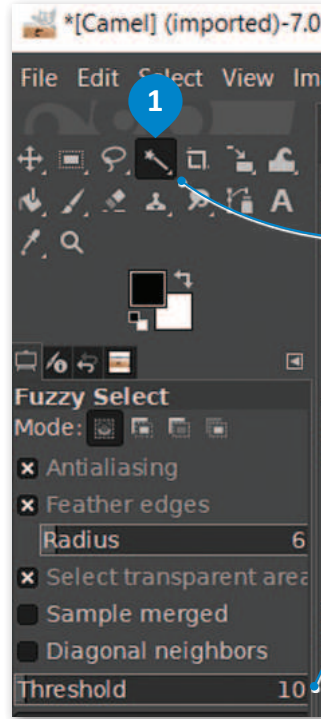 *[Camel] (imported)-7.0
File Edit Select View Im
1
A
Fuzzy Select
Mode:
Antialiasing
Feather edges
Radius 6
Select transparent area
Sample merged
Diagonal neighbors
Threshold 10